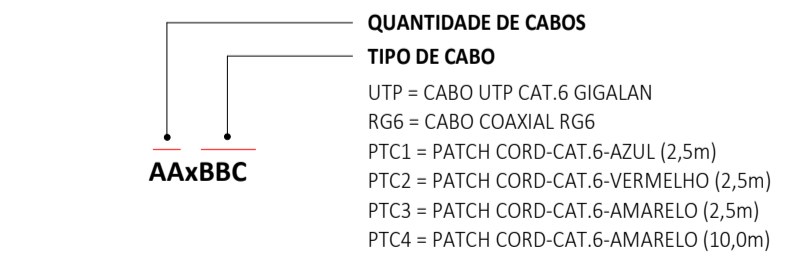 QUANTIDADE DE CABOS
TIPO DE CABO
UTP = CABO UTP CAT.6 GIGALAN
RG6 = CABO COAXIAL RG6
PTC1 = PATCH CORD-CAT.6-AZUL (2,5m)
PTC2 = PATCH CORD-CAT.6-VERMELHO (2,5m)
PTC3 = PATCH CORD-CAT.6-AMARELO (2,5m)
PTC4 = PATCH CORD-CAT.6-AMARELO (10,0m)
AAxBBC